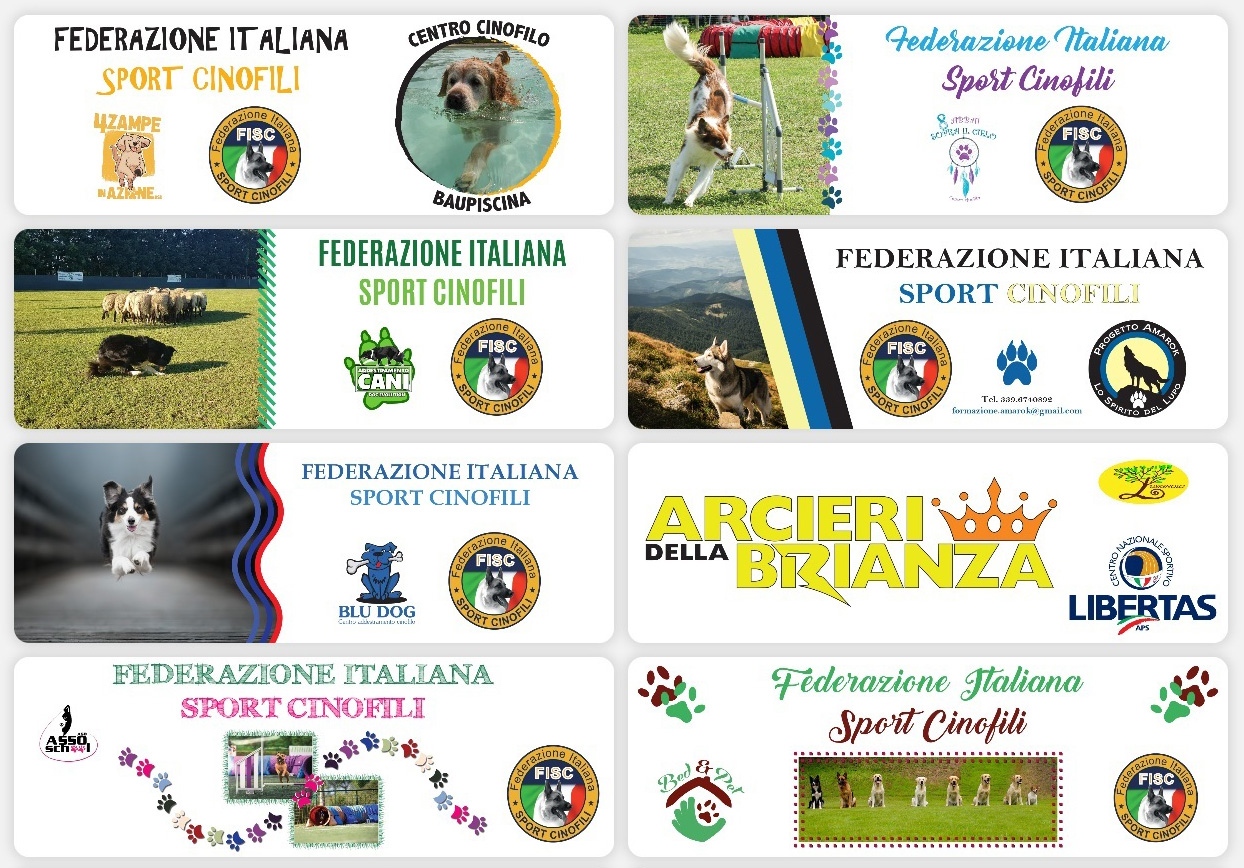 FEDERAZIONE ITALIANA
SPORT CINOFILI
4ZAMPE
IN AZIONE...
Federazione Italiana
FISC
SPORT CINOFILI
CENTRO CINOFILO
BAUPISCINA
Federazione Italiana
Sport Cinofili
SOPRA IL CIELO
Federazione Italiana
FISC
SPORT CINOFILI
FEDERAZIONE ITALIANA
SPORT CINOFILI
ADDESTRAMENTO
CANI
Federazione Italiana
FISC
SPORT CINOFILI
FEDERAZIONE ITALIANA
SPORT CINOFILI
Federazione Italiana
FISC
SPORT CINOFILI
Tel. 339.6740892
formazione.amarok@gmail.com
PROGETTO AMAROK
LO SPIRITO DEL LUPO
FEDERAZIONE ITALIANA
SPORT CINOFILI
BLU DOG
Centro addestramento cinofilo
Federazione Italiana
FISC
SPORT CINOFILI
ARCIERI
DELLA BRIANZA
CENTRO NAZIONALE SPORTIVO
LIBERTAS
APS
FEDERAZIONE ITALIANA
SPORT CINOFILI
ASSO
Federazione Italiana
FISC
SPORT CINOFILI
Federazione Italiana
Sport Cinofili
Bed & Pet
Federazione Italiana
FISC
SPORT CINOFILI